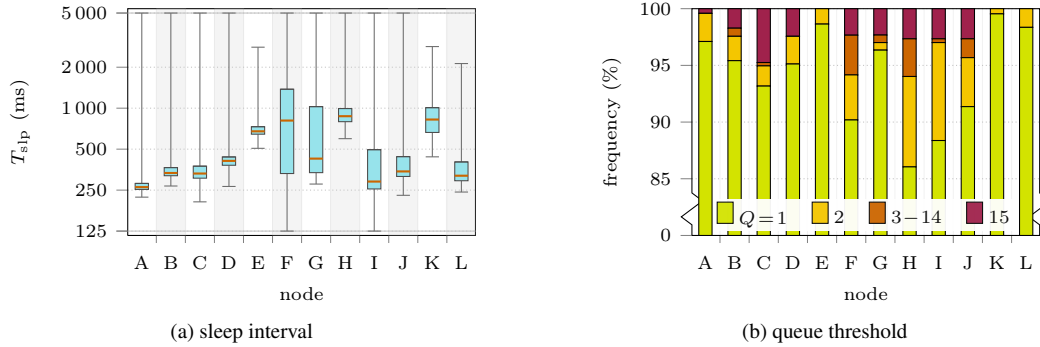 T_slp (ms)
5 000
2 000
1 000
500
250
125
A B C D E F G H I J K L
node
(a) sleep interval
frequency (%)
100
95
90
85
0
Q = 1 2 3 – 14 15
A B C D E F G H I J K L
node
(b) queue threshold